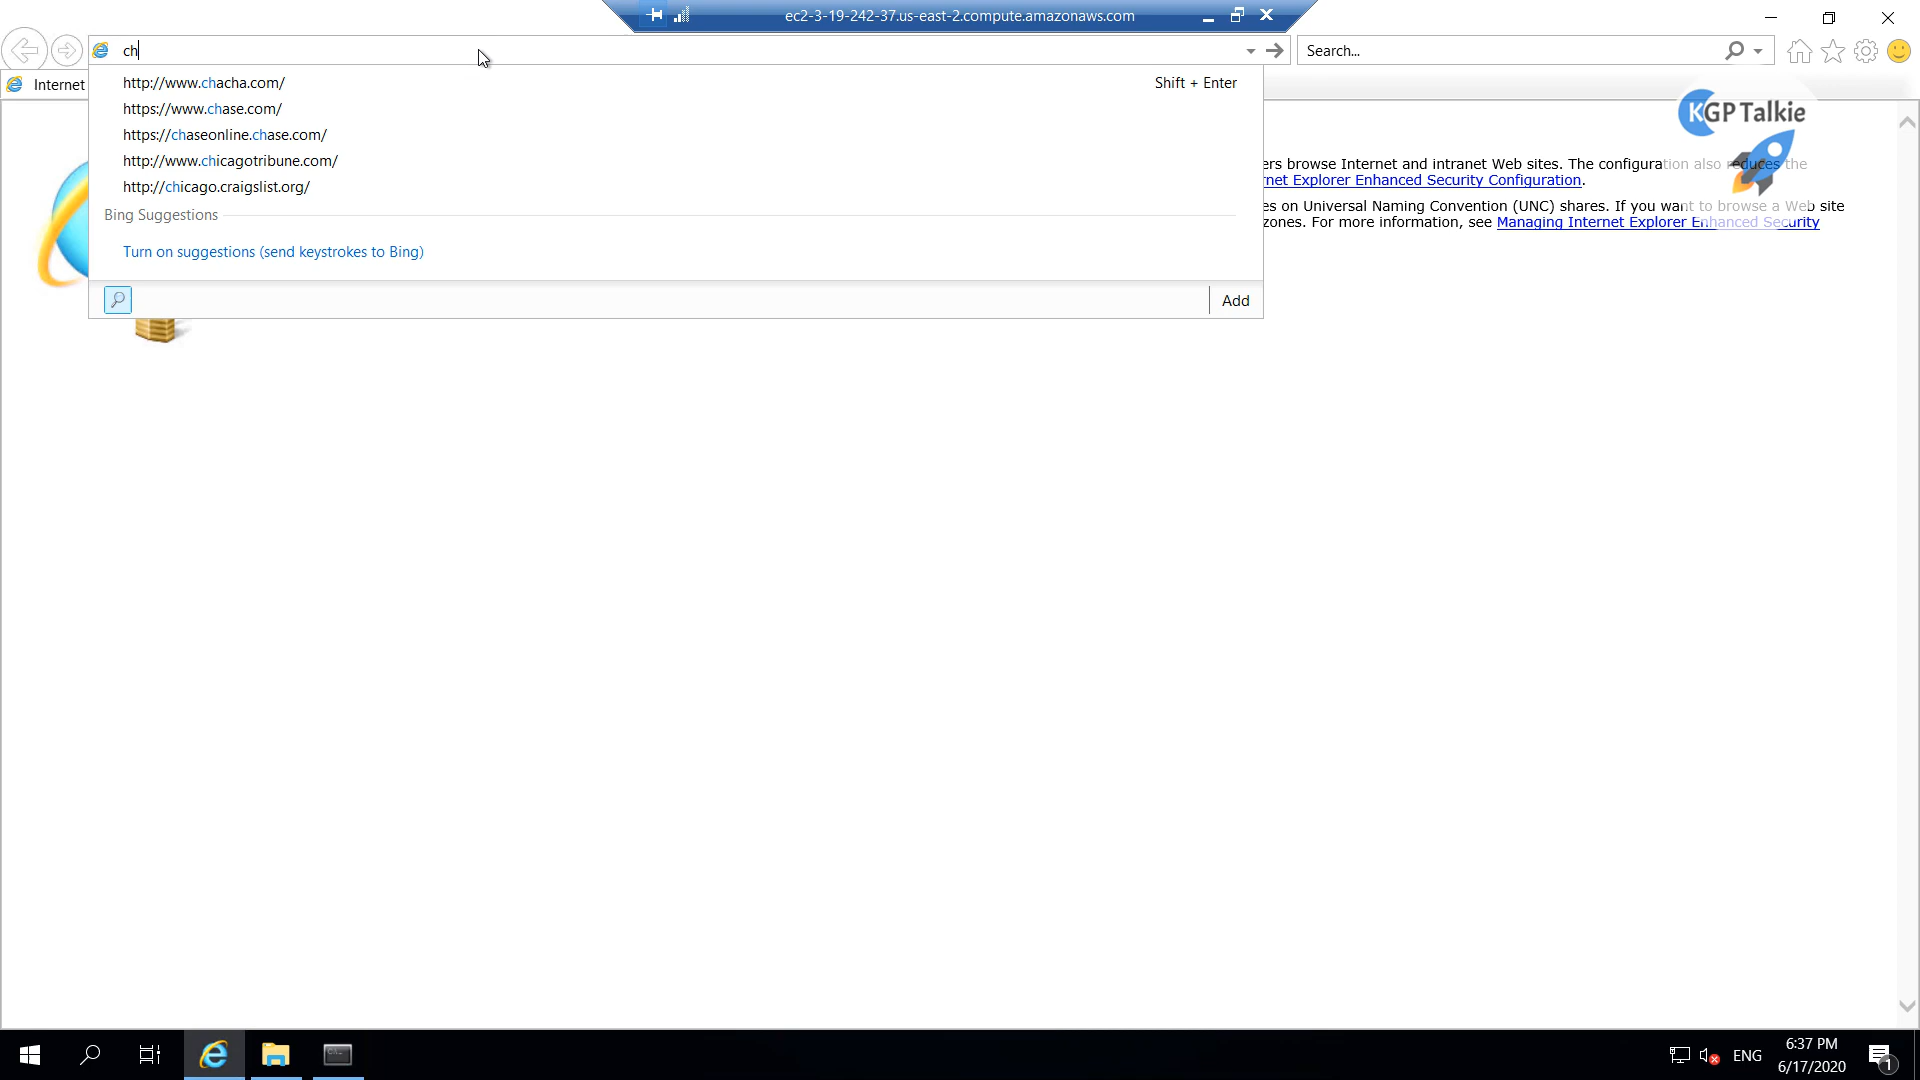 ec2-3-19-242-37.us-east-2.compute.amazonaws.com
ch
Search...
Internet
http://www.chacha.com/ Shift + Enter
https://www.chase.com/
https://chaseonline.chase.com/
http://www.chicagotribune.com/
http://chicago.craigslist.org/
Bing Suggestions
Turn on suggestions (send keystrokes to Bing)
Add
KGP Talkie
ers browse Internet and intranet Web sites. The configuration also reduces the
net Explorer Enhanced Security Configuration.
es on Universal Naming Convention (UNC) shares. If you want to browse a Web site
zones. For more information, see Managing Internet Explorer Enhanced Security
ENG
6:37 PM
6/17/2020
1